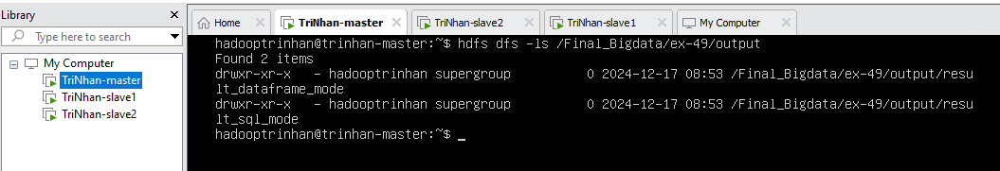 Library
Type here to search
My Computer
TriNhan-master
TriNhan-slave1
TriNhan-slave2
Home
TriNhan-master
TriNhan-slave2
TriNhan-slave1
My Computer
hadooptrinhan@trinhan-master:~$ hdfs dfs -ls /Final_Bigdata/ex-49/output
Found 2 items
drwxr-xr-x   - hadooptrinhan supergroup          0 2024-12-17 08:53 /Final_Bigdata/ex-49/output/resu
lt_dataframe_mode
drwxr-xr-x   - hadooptrinhan supergroup          0 2024-12-17 08:53 /Final_Bigdata/ex-49/output/resu
lt_sql_mode
hadooptrinhan@trinhan-master:~$ _